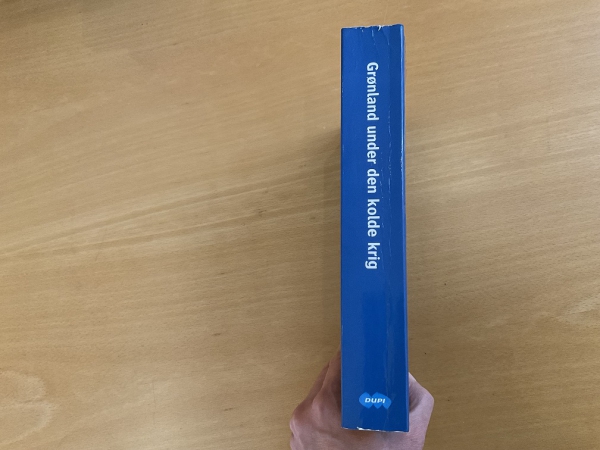 Grønland under den kolde krig
DUPI